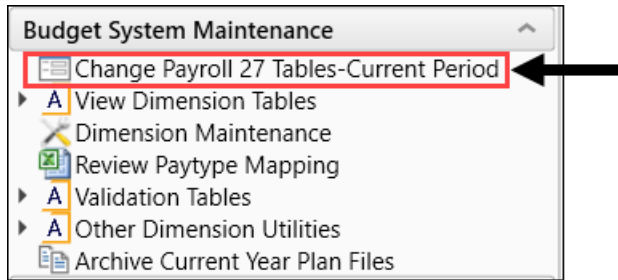 Budget System Maintenance
Change Payroll 27 Tables-Current Period
A View Dimension Tables
Dimension Maintenance
Review Paytype Mapping
A Validation Tables
A Other Dimension Utilities
Archive Current Year Plan Files